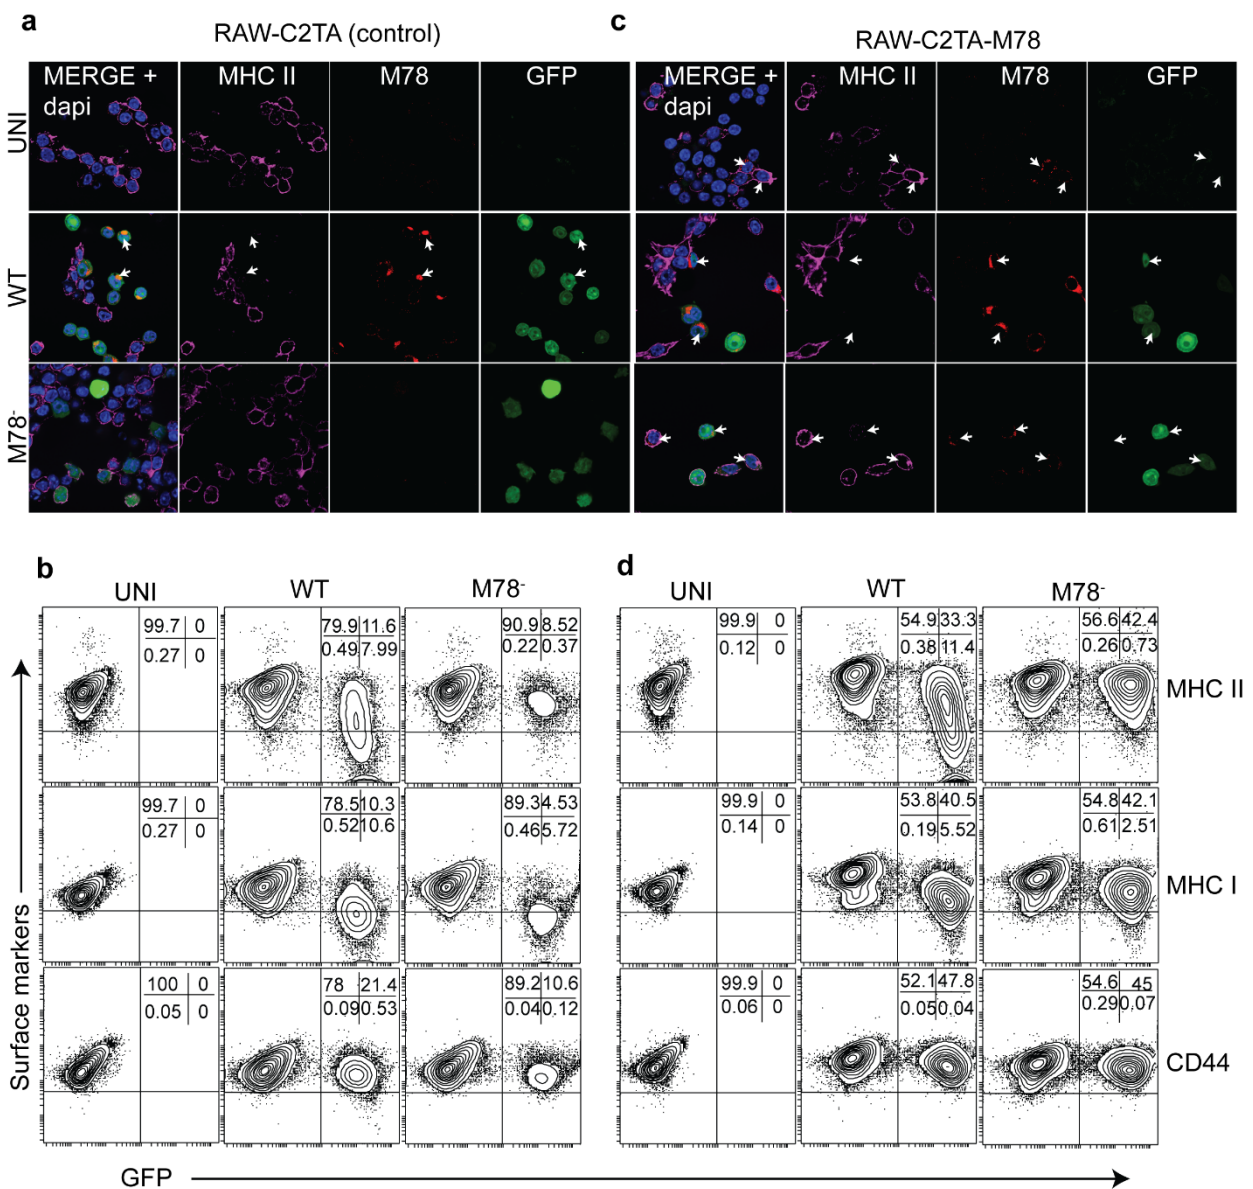 a
RAW-C2TA (control)
MERGE + dapi
MHC II
M78
GFP
UNI
WT
M78-
c
RAW-C2TA-M78
MERGE + dapi
MHC II
M78
GFP
b
UNI
WT
M78-
99.7 0
0.27 0
79.9 11.6
0.49 7.99
90.9 8.52
0.22 0.37
99.7 0
0.27 0
78.5 10.3
0.52 10.6
89.3 4.53
0.46 5.72
100 0
0.05 0
78 21.4
0.09 0.53
89.2 10.6
0.04 0.12
d
UNI
WT
M78-
99.9 0
0.12 0
54.9 33.3
0.38 11.4
56.6 42.4
0.26 0.73
MHC II
99.9 0
0.14 0
53.8 40.5
0.19 5.52
54.8 42.1
0.61 2.51
MHC I
99.9 0
0.06 0
52.1 47.8
0.05 0.04
54.6 45
0.29 0.07
CD44
Surface markers
GFP